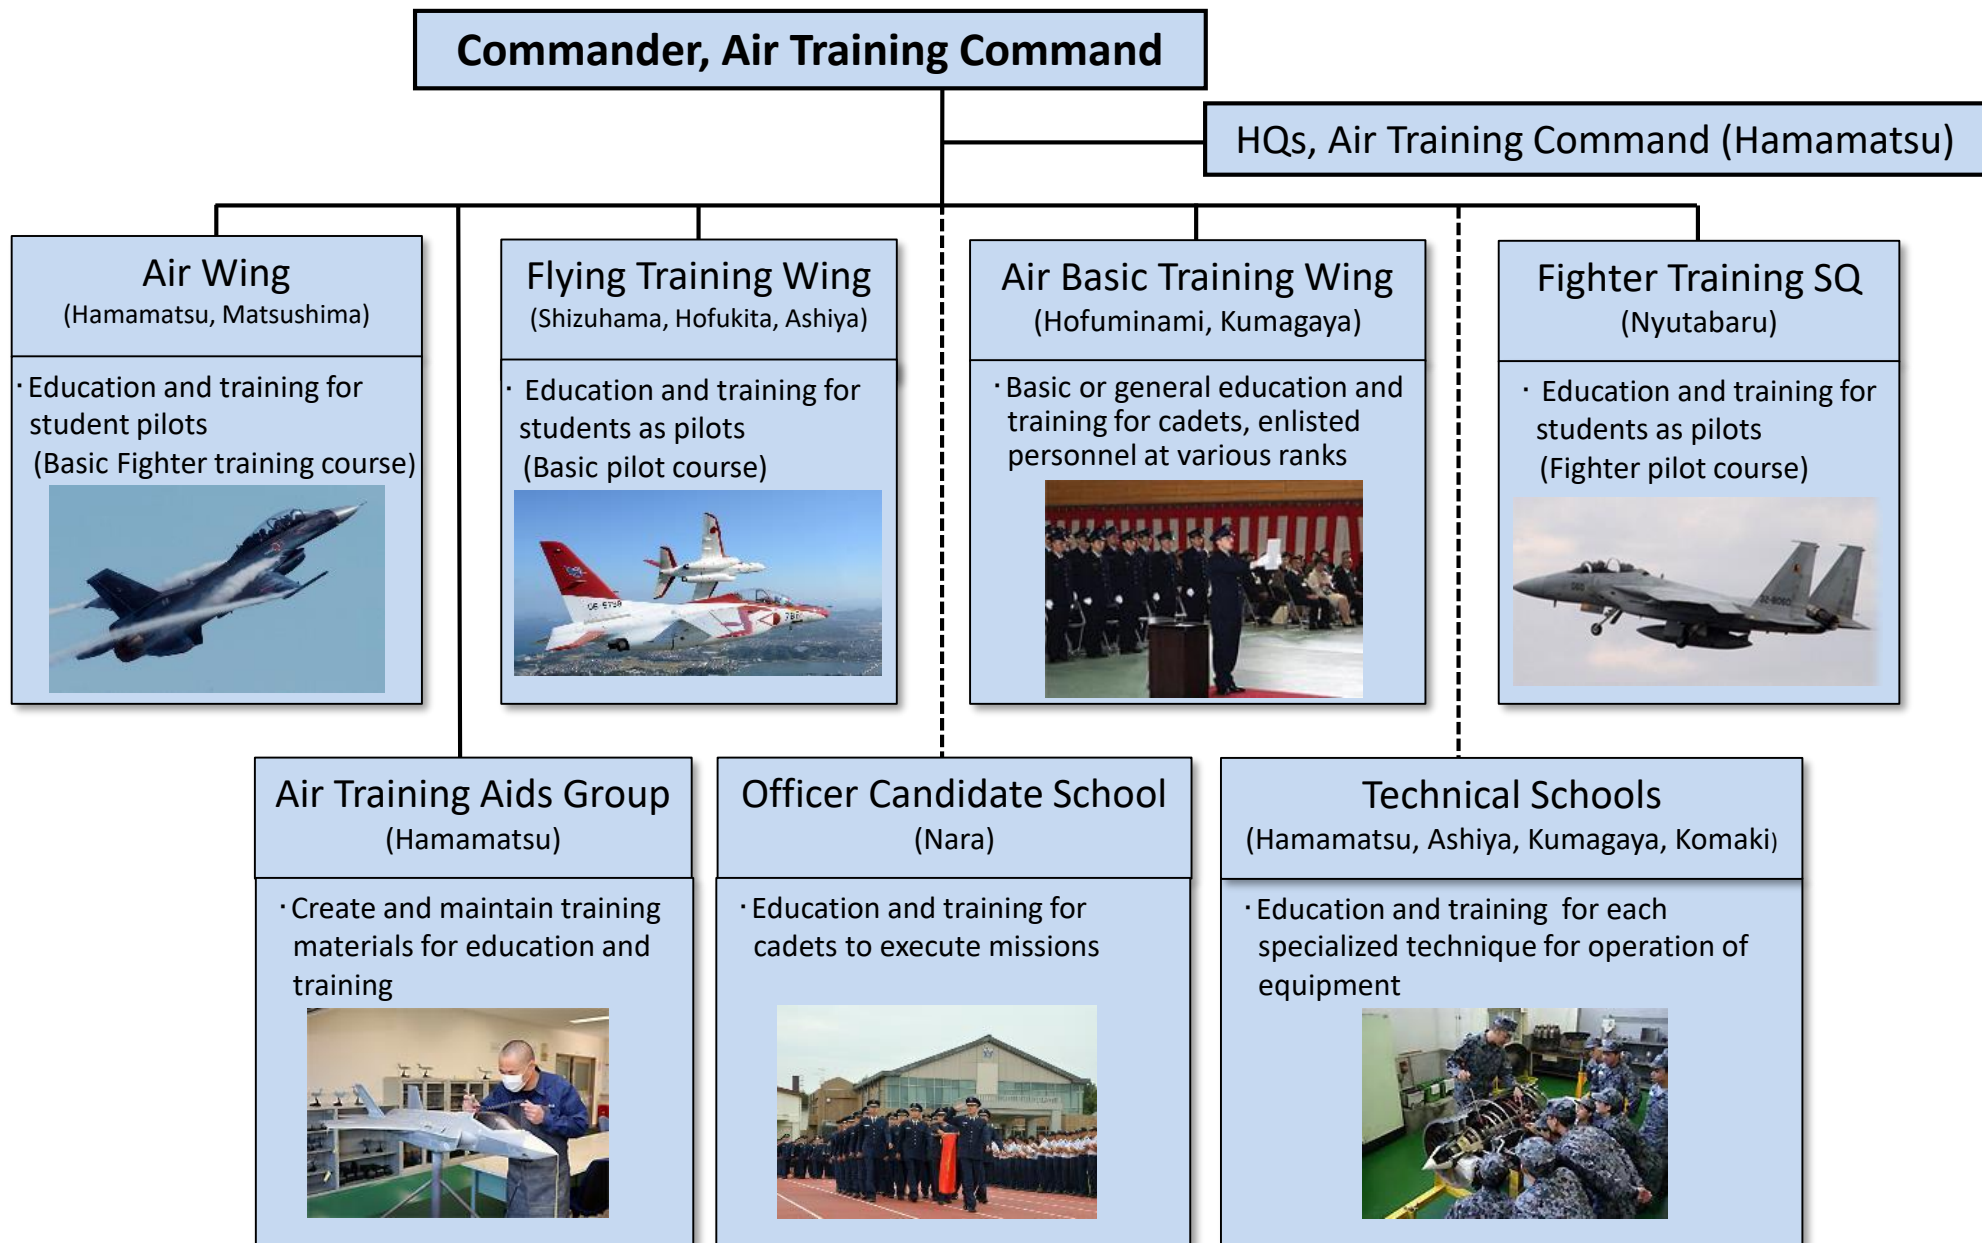 Commander, Air Training Command
HQs, Air Training Command (Hamamatsu)
Air Wing
(Hamamatsu, Matsushima)
・Education and training for
student pilots
(Basic Fighter training course)
Flying Training Wing
(Shizuhama, Hofukita, Ashiya)
・ Education and training for
students as pilots
(Basic pilot course)
06-5788
788
Air Basic Training Wing
(Hofuminami, Kumagaya)
・Basic or general education and
training for cadets, enlisted
personnel at various ranks
Fighter Training SQ
(Nyutabaru)
・ Education and training for
students as pilots
(Fighter pilot course)
060
92-8060
Air Training Aids Group
(Hamamatsu)
・Create and maintain training
materials for education and
training
Officer Candidate School
(Nara)
・Education and training for
cadets to execute missions
Technical Schools
(Hamamatsu, Ashiya, Kumagaya, Komaki)
・Education and training  for each
specialized technique for operation of
equipment